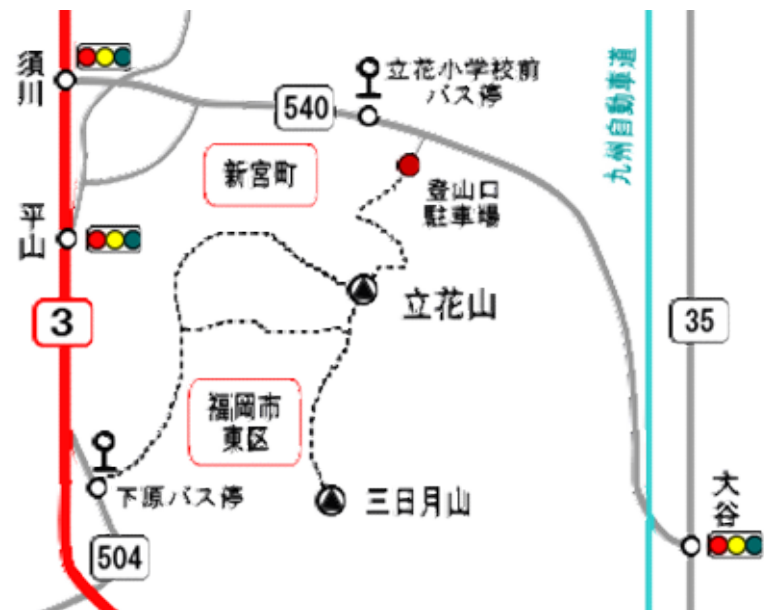 須川
540
立花小学校前
バス停
九州自動車道
新宮町
登山口
駐車場
平山
立花山
3
35
福岡市
東区
下原バス停
三日月山
大谷
504